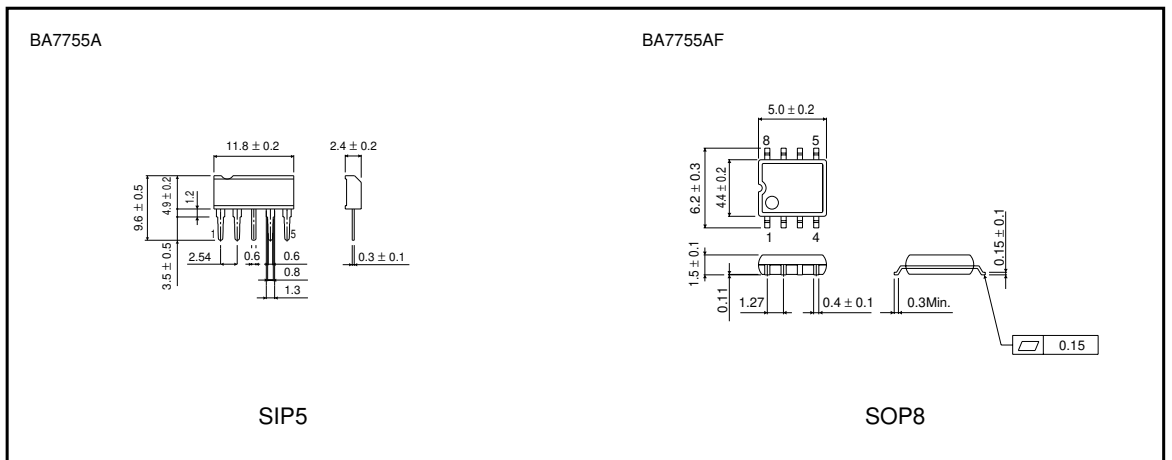 BA7755A
BA7755AF
11.8 ± 0.2
2.4 ± 0.2
9.6 ± 0.5
4.9 ± 0.2
1.2
1
5
3.5 ± 0.5
2.54
0.6
0.6
0.3 ± 0.1
0.8
1.3
SIP5
5.0 ± 0.2
8
5
6.2 ± 0.3
4.4 ± 0.2
1
4
1.5 ± 0.1
0.11
1.27
0.4 ± 0.1
0.3Min.
0.15 ± 0.1
0.15
SOP8